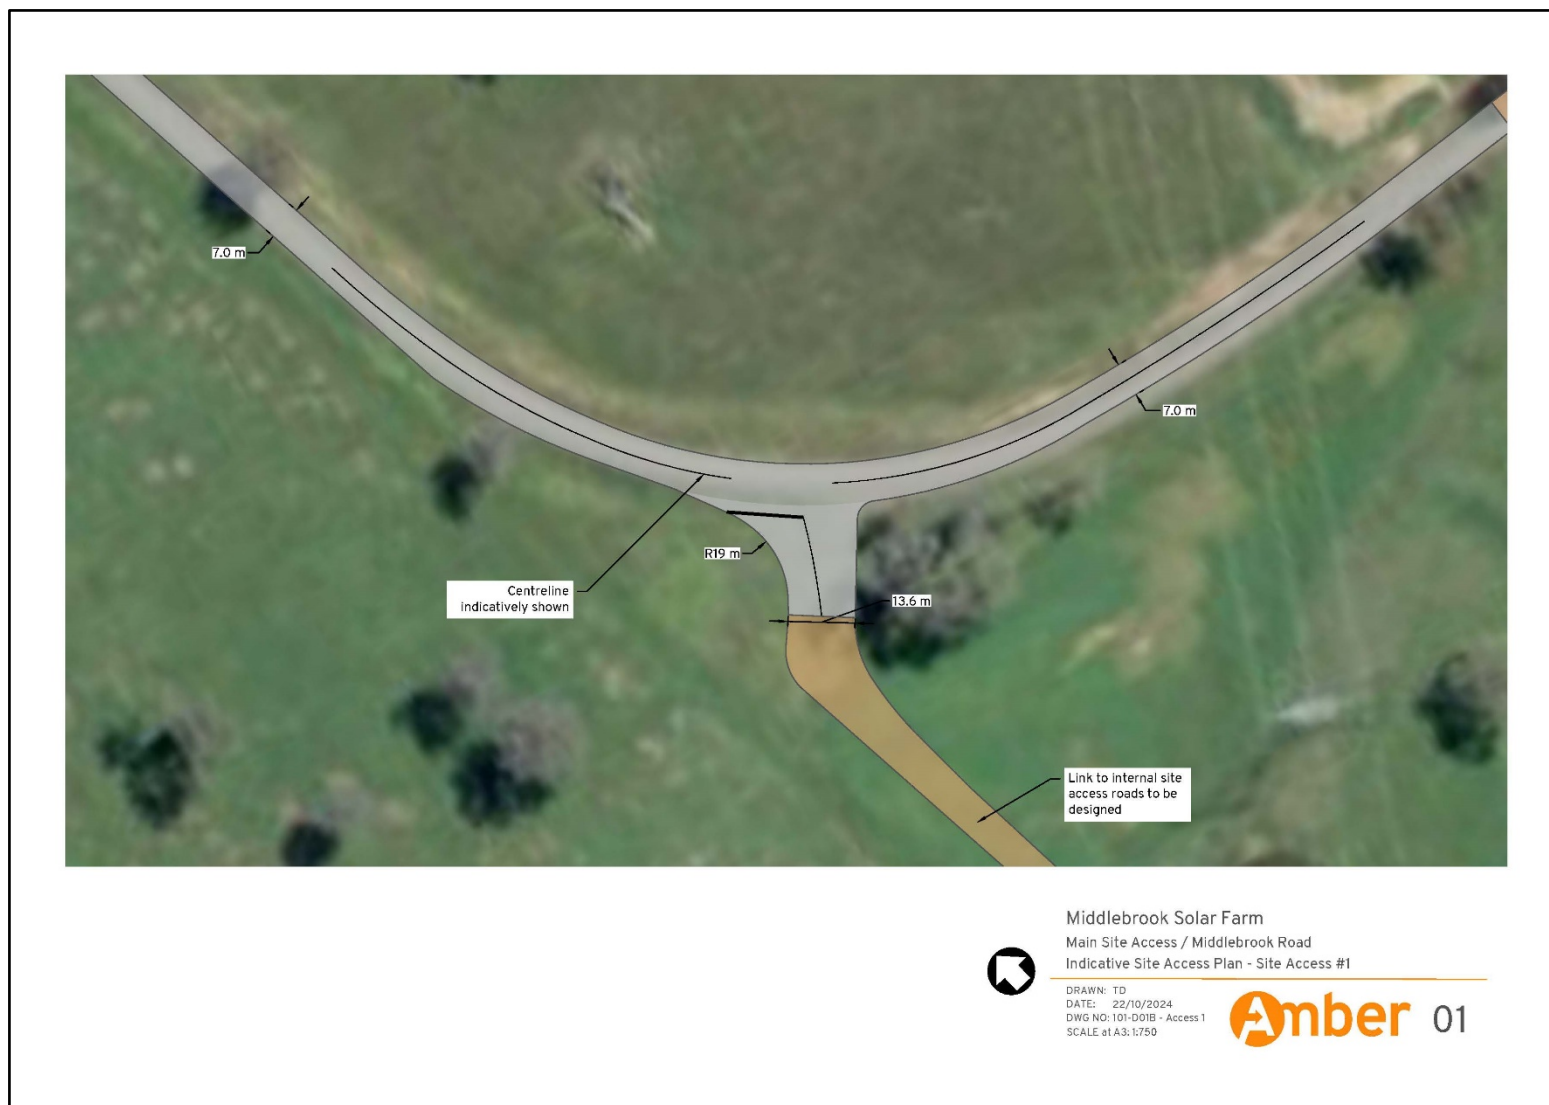 7.0 m
7.0 m
R19 m
Centreline
indicatively shown
13.6 m
Link to internal site
access roads to be
designed
Middlebrook Solar Farm
Main Site Access / Middlebrook Road
Indicative Site Access Plan - Site Access #1
DRAWN: TD
DATE: 22/10/2024
DWG NO: 101-D01B - Access 1
SCALE at A3: 1:750
Amber
01